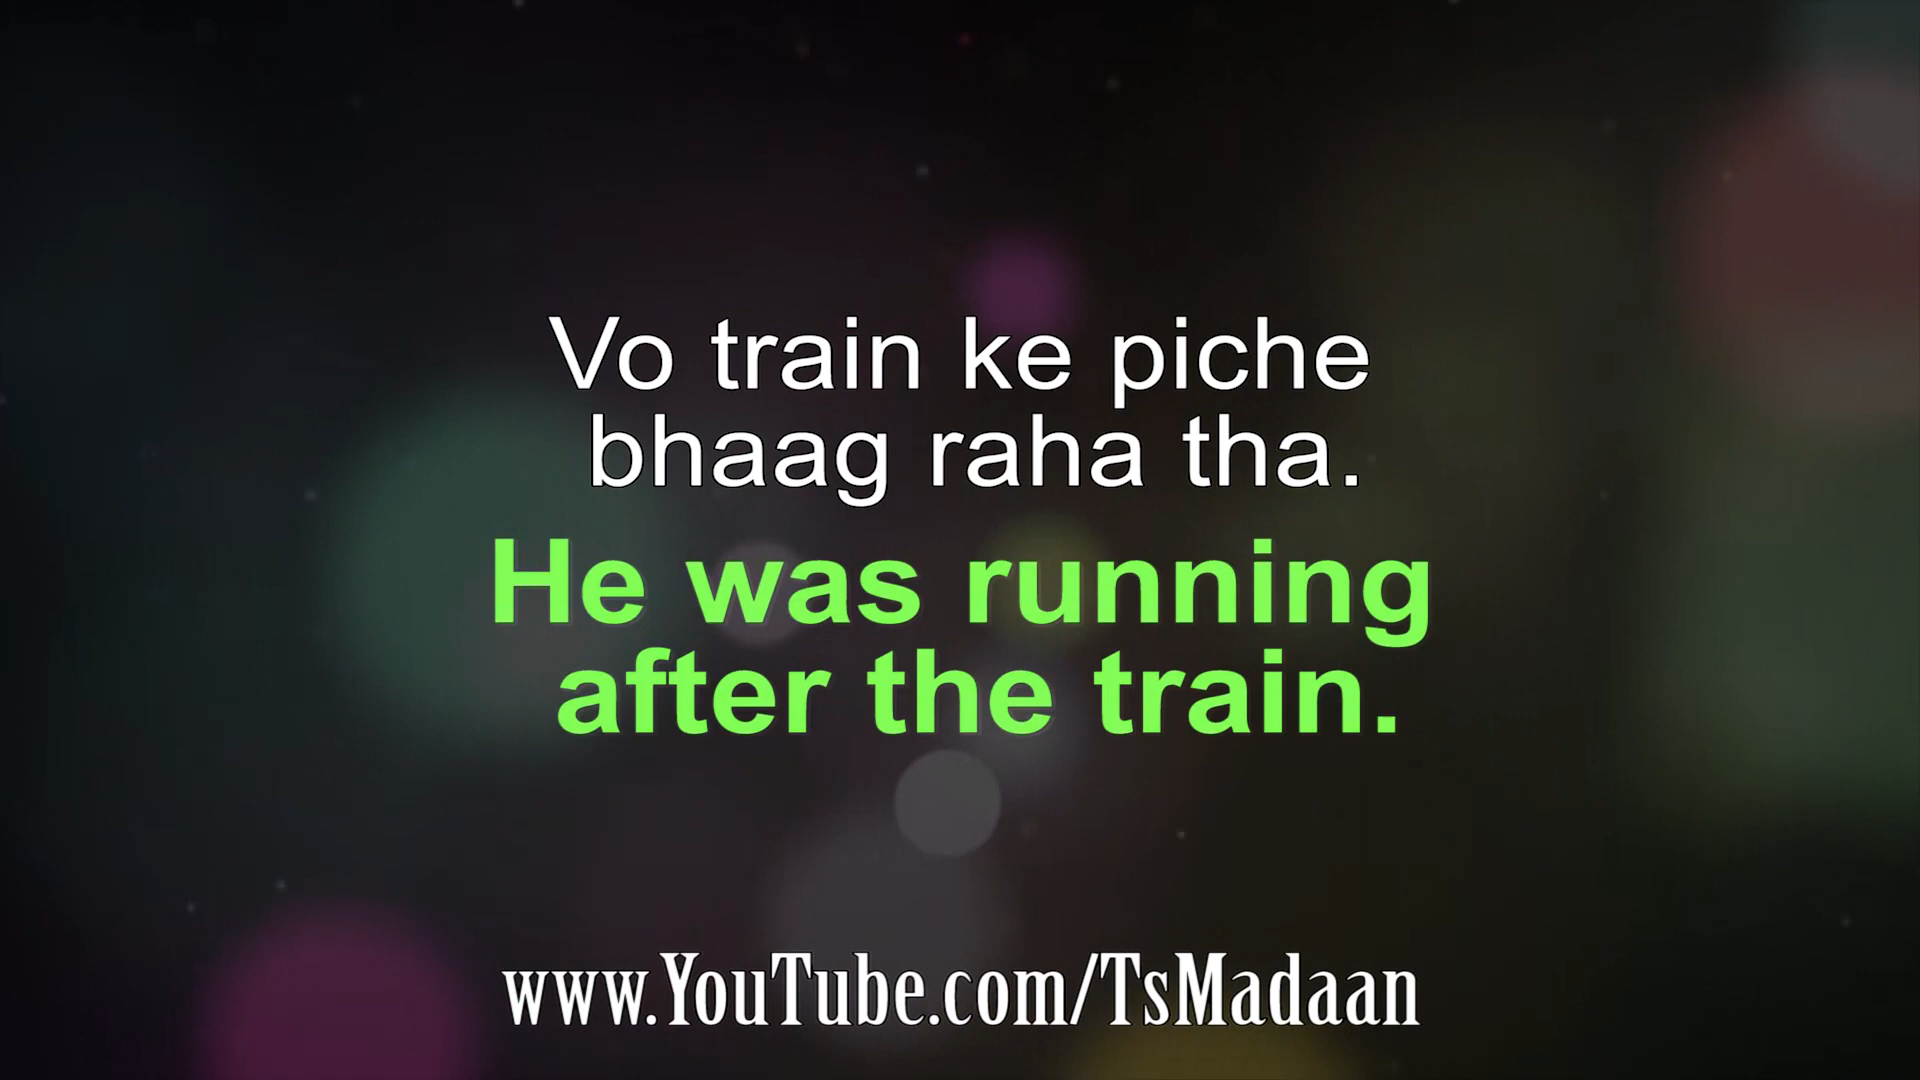 Vo train ke piche
bhaag raha tha.
He was running
after the train.
www.YouTube.com/TsMadaan